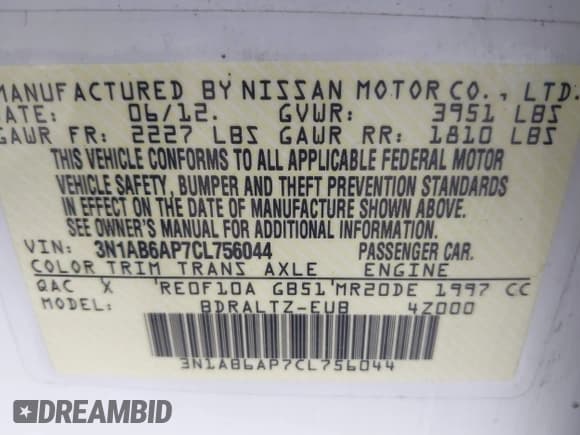 MANUFACTURED BY NISSAN MOTOR CO., LTD.
DATE: 06/12. GVWR: 3951 LBS
GAWR FR: 2227 LBS GAWR RR: 1810 LBS
THIS VEHICLE CONFORMS TO ALL APPLICABLE FEDERAL MOTOR
VEHICLE SAFETY, BUMPER AND THEFT PREVENTION STANDARDS
IN EFFECT ON THE DATE OF MANUFACTURE SHOWN ABOVE.
SEE OWNER'S MANUAL FOR ADDITIONAL INFORMATION.
VIN: 3N1AB6AP7CL756044 PASSENGER CAR.
COLOR TRIM TRANS AXLE ENGINE
QAC X 'RE0F10A GB51'MR20DE 1997 CC
MODEL: BDRALTZ-EUB 4Z000
3N1AB6AP7CL756044
DREAMBID